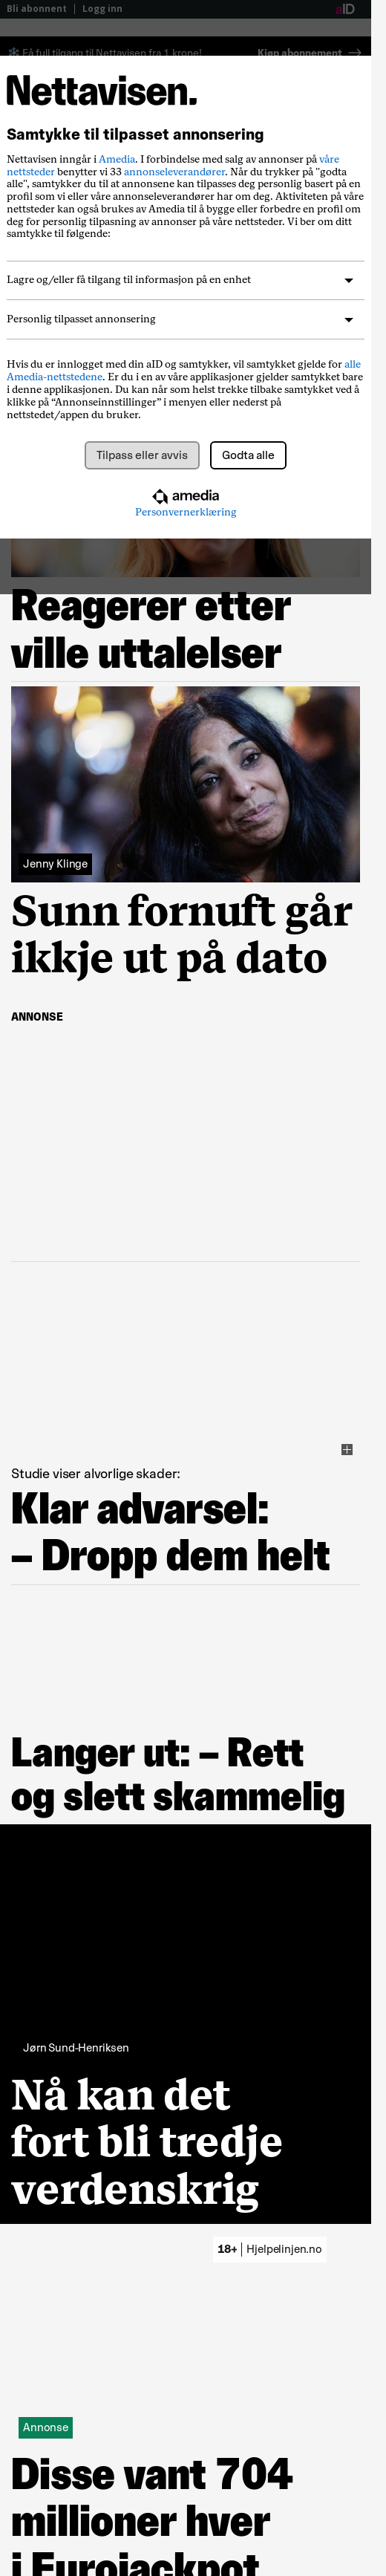 Bli abonnent | Logg inn aID
Få full tilgang til Nettavisen fra 1 krone! Kjøp abonnement
Nettavisen.
Samtykke til tilpasset annonsering
Nettavisen inngår i Amedia. I forbindelse med salg av annonser på våre
nettsteder benytter vi 33 annonseleverandører. Når du trykker på "godta
alle", samtykker du til at annonsene kan tilpasses deg personlig basert på en
profil som vi eller våre annonseleverandører har om deg. Aktiviteten på våre
nettsteder kan også brukes av Amedia til å bygge eller forbedre en profil om
deg for personlig tilpasning av annonser på våre nettsteder. Vi ber om ditt
samtykke til følgende:
Lagre og/eller få tilgang til informasjon på en enhet
Personlig tilpasset annonsering
Hvis du er innlogget med din aID og samtykker, vil samtykket gjelde for alle
Amedia-nettstedene. Er du i en av våre applikasjoner gjelder samtykket bare
i denne applikasjonen. Du kan når som helst trekke tilbake samtykket ved å
klikke på “Annonseinnstillinger” i menyen eller nederst på
nettstedet/appen du bruker.
Tilpass eller avvis Godta alle
amedia
Personvernerklæring
Reagerer etter
ville uttalelser
Jenny Klinge
Sunn fornuft går
ikkje ut på dato
ANNONSE
Studie viser alvorlige skader:
Klar advarsel:
– Dropp dem helt
Langer ut: – Rett
og slett skammelig
Jørn Sund-Henriksen
Nå kan det
fort bli tredje
verdenskrig
18+ | Hjelpelinjen.no
Annonse
Disse vant 704
millioner hver
i Eurojackpot